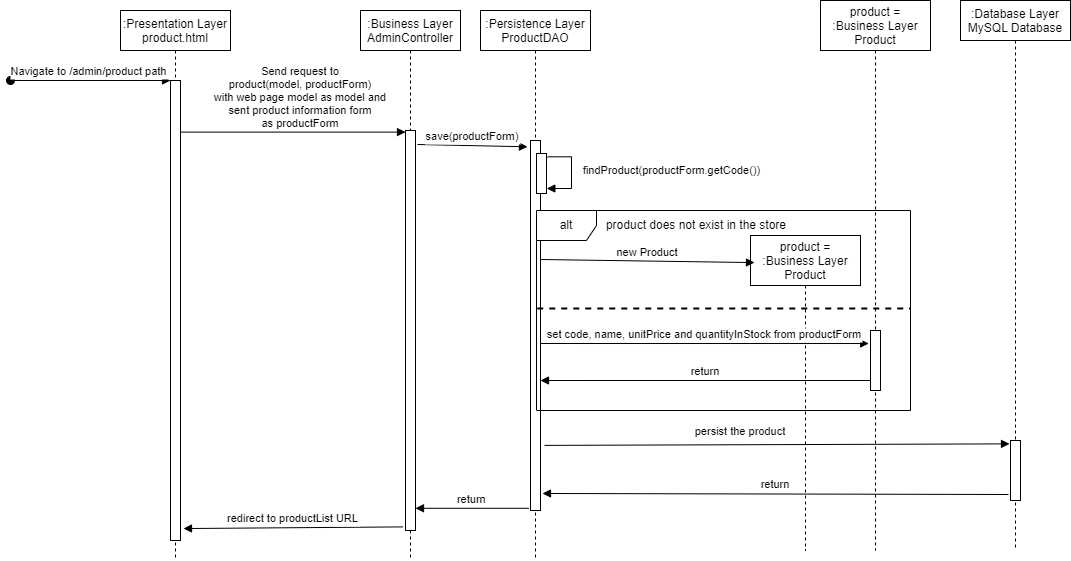 :Presentation Layer
product.html
:Business Layer
AdminController
:Persistence Layer
ProductDAO
product =
:Business Layer
Product
:Database Layer
MySQL Database
Navigate to /admin/product path
Send request to
product(model, productForm)
with web page model as model and
sent product information form
as productForm
save(productForm)
findProduct(productForm.getCode())
alt
product does not exist in the store
new Product
product =
:Business Layer
Product
set code, name, unitPrice and quantityInStock from productForm
return
persist the product
return
return
redirect to productList URL